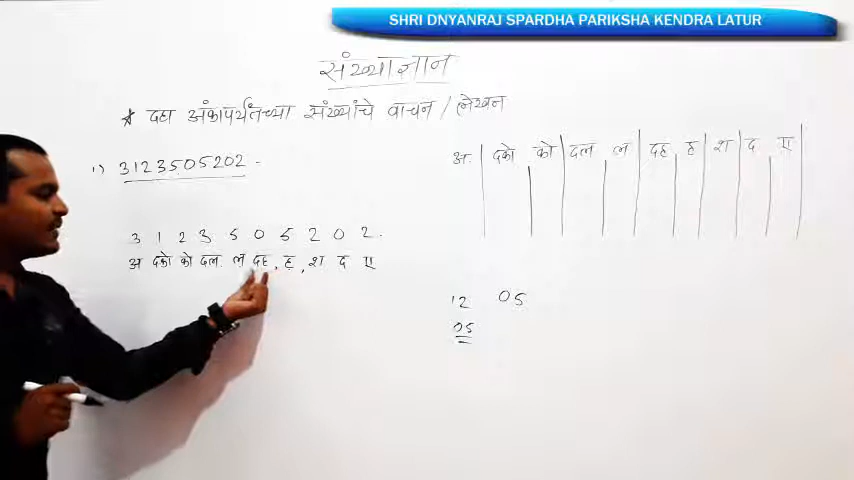 SHRI DNYANRAJ SPARDHA PARIKSHA KENDRA LATUR
संख्याज्ञान
* दहा अंकापर्यंतच्या संख्यांचे वाचन / लेखन
१) 3123505202 -
3 1 2 3 5 0 5 2 0 2 .
अ दको को दल. ल दह, ह, श द ए
अ. दको को दल ल दह ह श द ए
12 05
05